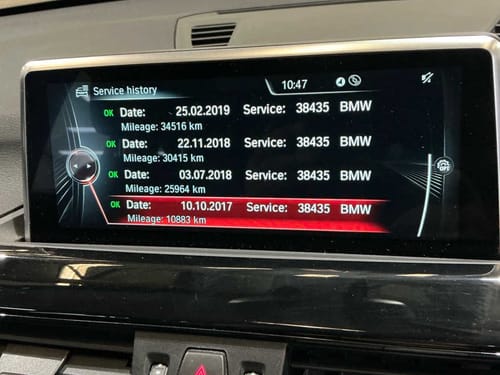 Service history
10:47
OK Date: 25.02.2019 Service: 38435 BMW
Mileage: 34516 km
OK Date: 22.11.2018 Service: 38435 BMW
Mileage: 30415 km
OK Date: 03.07.2018 Service: 38435 BMW
Mileage: 25964 km
OK Date: 10.10.2017 Service: 38435 BMW
Mileage: 10883 km
OFF